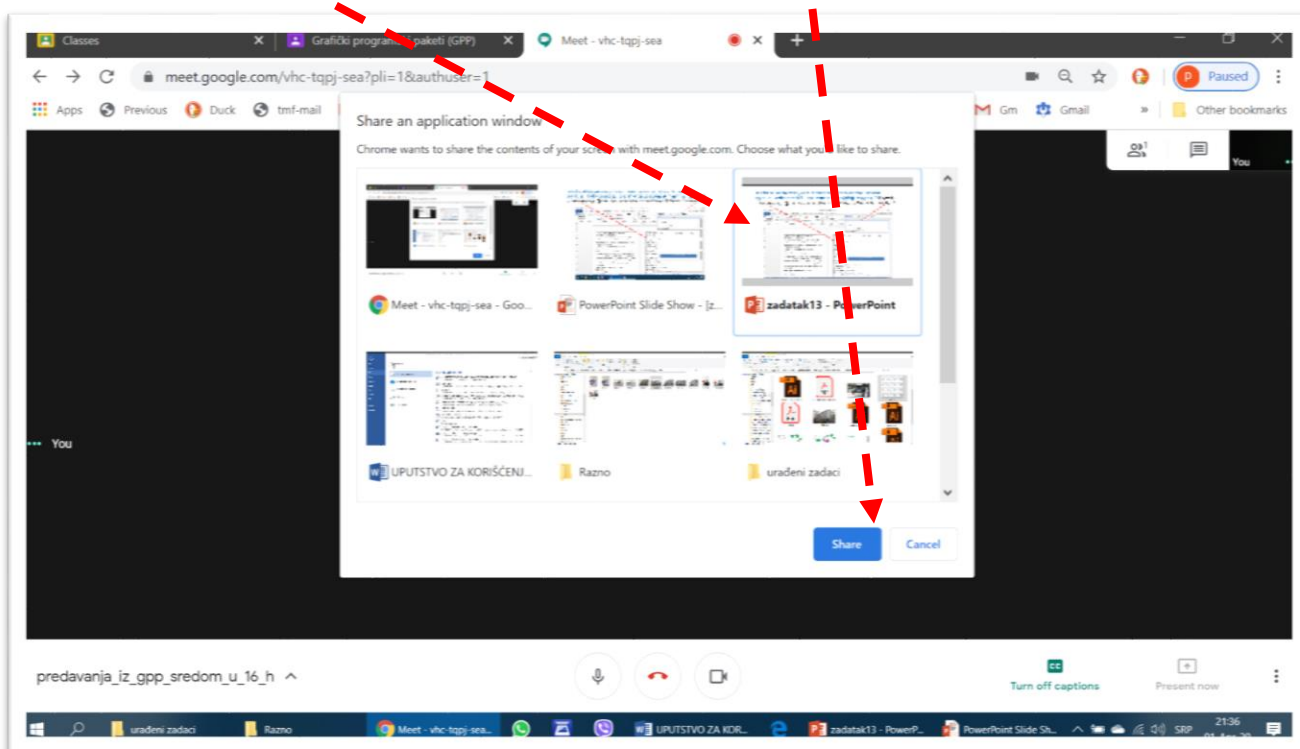 Classes
Grafički programski paketi (GPP)
Meet - vhc-tqpj-sea
meet.google.com/vhc-tqpj-sea?pli=1&authuser=1
Paused
Apps
Previous
Duck
tmf-mail
Gm
Gmail
»
Other bookmarks
Share an application window
Chrome wants to share the contents of your screen with meet.google.com. Choose what you'd like to share.
You
Meet - vhc-tqpj-sea - Goo...
PowerPoint Slide Show - [z...
zadatak13 - PowerPoint
You
UPUTSTVO ZA KORIŠĆENJ...
Razno
urađeni zadaci
Share
Cancel
predavanja_iz_gpp_sredom_u_16_h
Turn off captions
Present now
urađeni zadaci
Razno
Meet - vhc-tqpj-sea...
UPUTSTVO ZA KOR...
zadatak13 - PowerP...
PowerPoint Slide Sh...
SRP
21:36